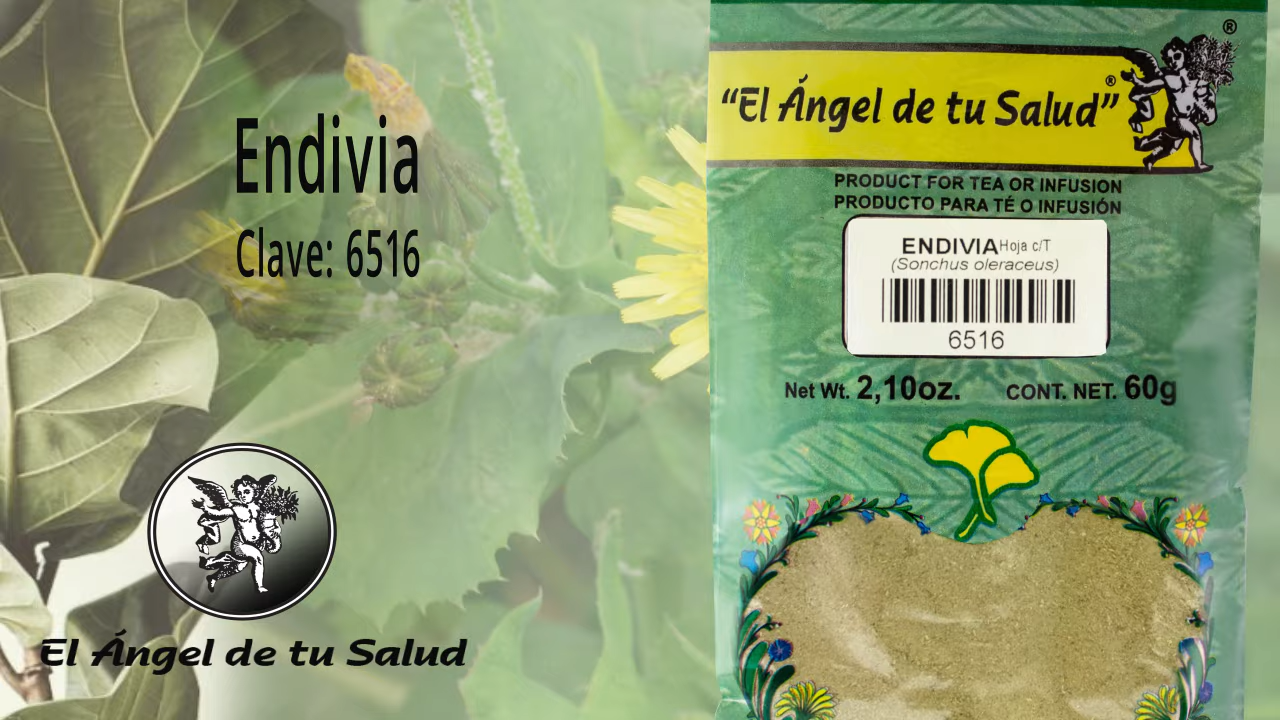 Endivia
Clave: 6516
El Ángel de tu Salud
®
"El Ángel de tu Salud"®
PRODUCT FOR TEA OR INFUSION
PRODUCTO PARA TÉ O INFUSIÓN
ENDIVIA Hoja c/T
(Sonchus oleraceus)
6516
Net Wt. 2,10oz. CONT. NET. 60g